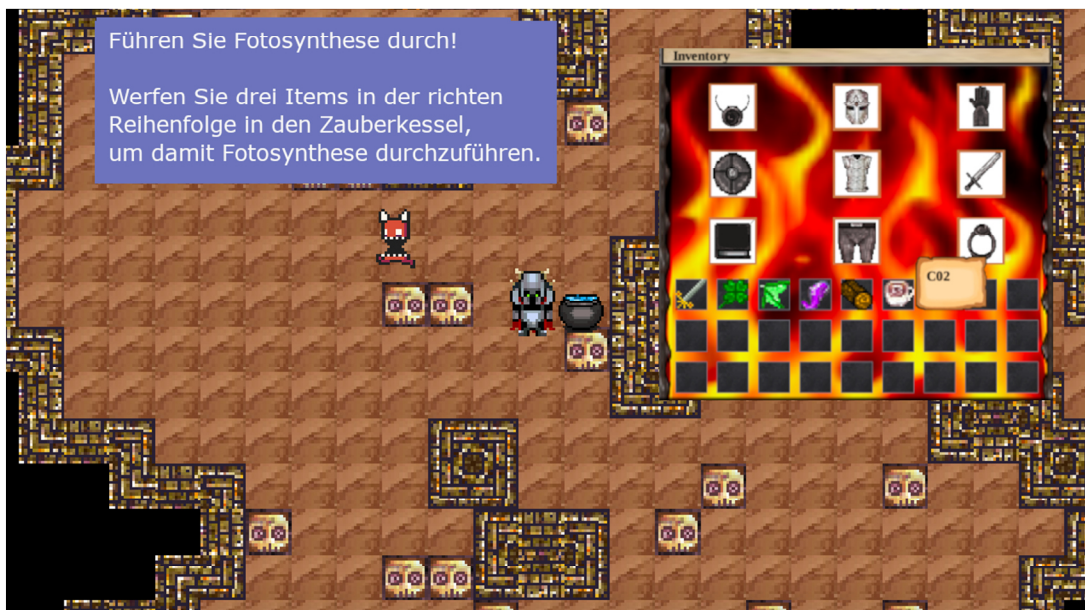 Führen Sie Fotosynthese durch!
Werfen Sie drei Items in der richten
Reihenfolge in den Zauberkessel,
um damit Fotosynthese durchzuführen.
Inventory
C02